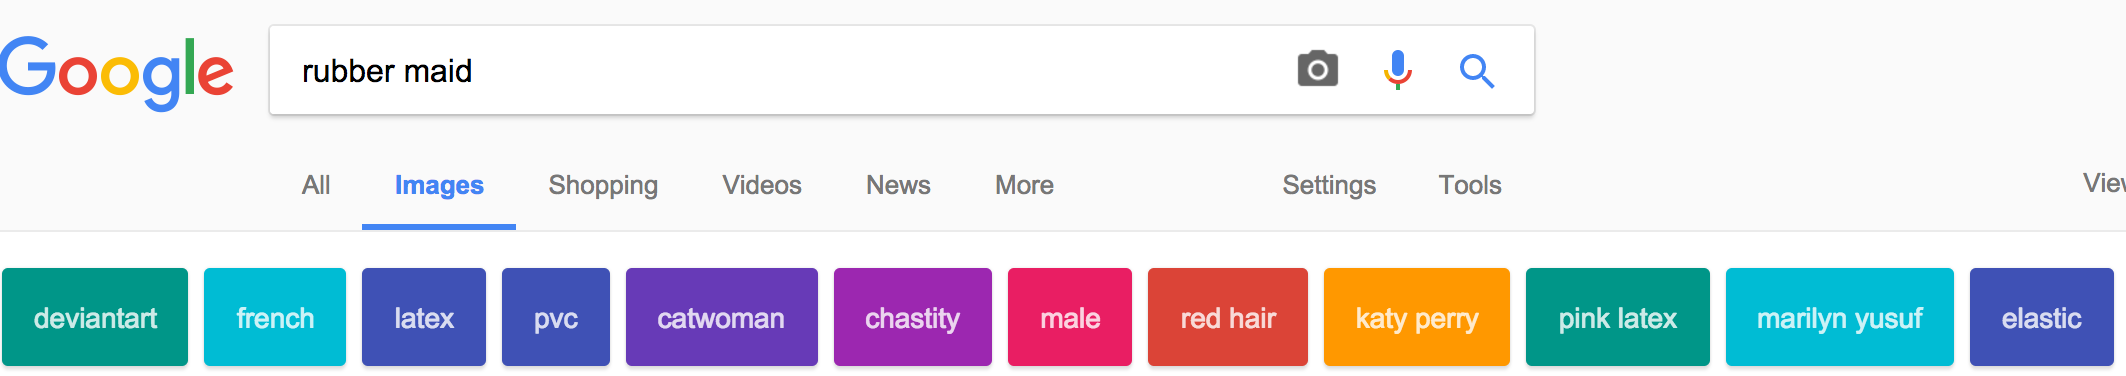 Google rubber maid
All Images Shopping Videos News More Settings Tools View
deviantart french latex pvc catwoman chastity male red hair katy perry pink latex marilyn yusuf elastic